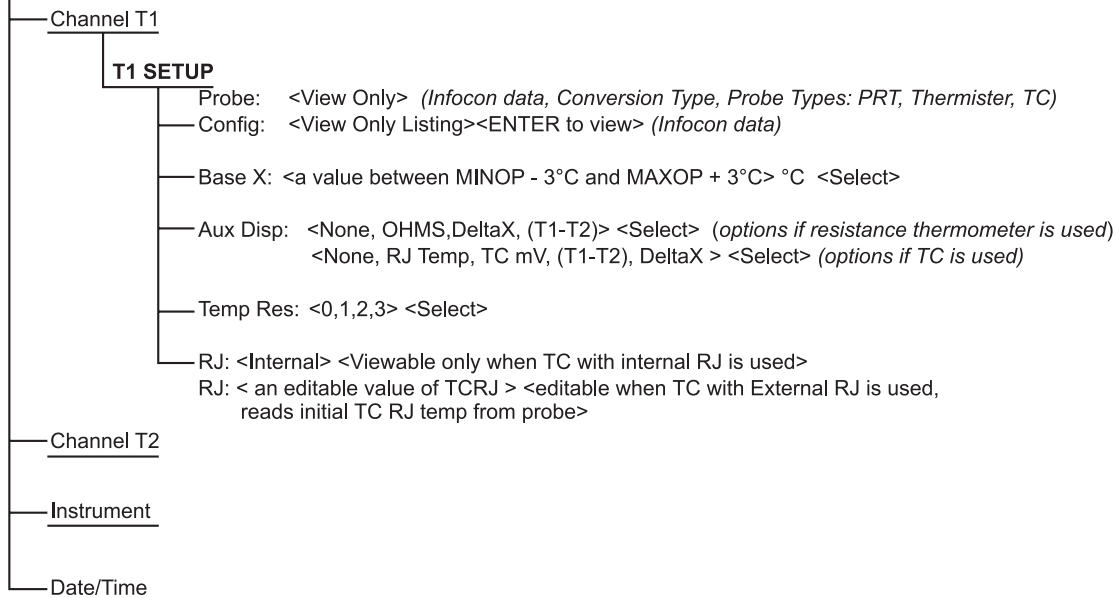 Channel T1
T1 SETUP
Probe: <View Only> (Infocon data, Conversion Type, Probe Types: PRT, Thermister, TC)
Config: <View Only Listing><ENTER to view> (Infocon data)
Base X: <a value between MINOP - 3°C and MAXOP + 3°C> °C <Select>
Aux Disp: <None, OHMS,DeltaX, (T1-T2)> <Select> (options if resistance thermometer is used)
<None, RJ Temp, TC mV, (T1-T2), DeltaX > <Select> (options if TC is used)
Temp Res: <0,1,2,3> <Select>
RJ: <Internal> <Viewable only when TC with internal RJ is used>
RJ: < an editable value of TCRJ > <editable when TC with External RJ is used,
reads initial TC RJ temp from probe>
Channel T2
Instrument
Date/Time